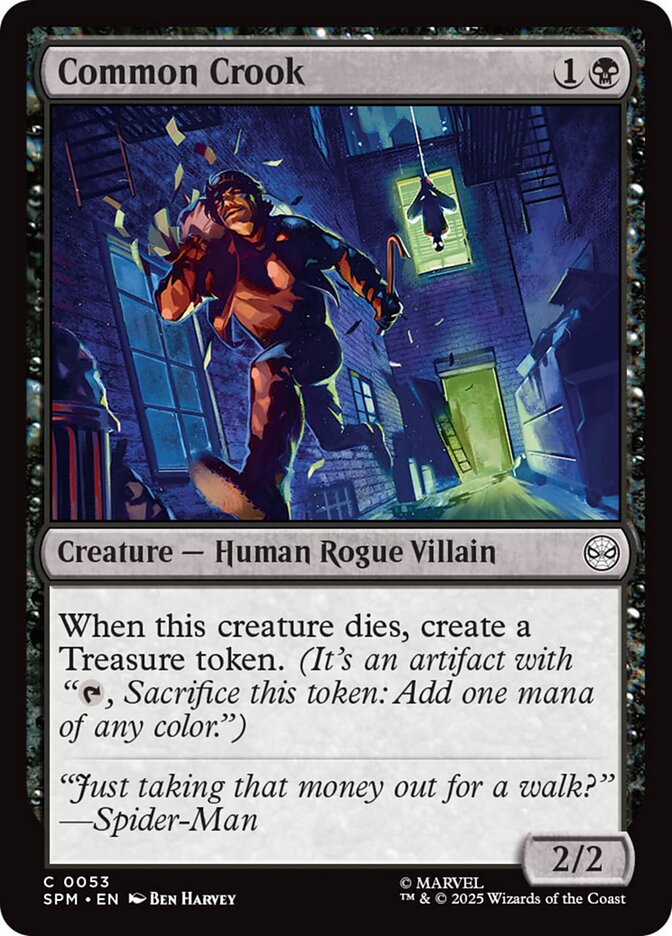 Common Crook
1
Creature — Human Rogue Villain
When this creature dies, create a
Treasure token. (It's an artifact with
“, Sacrifice this token: Add one mana
of any color.”)
“Just taking that money out for a walk?”
—Spider-Man
2/2
C 0053
SPM • EN Ben Harvey
© MARVEL
™ & © 2025 Wizards of the Coast